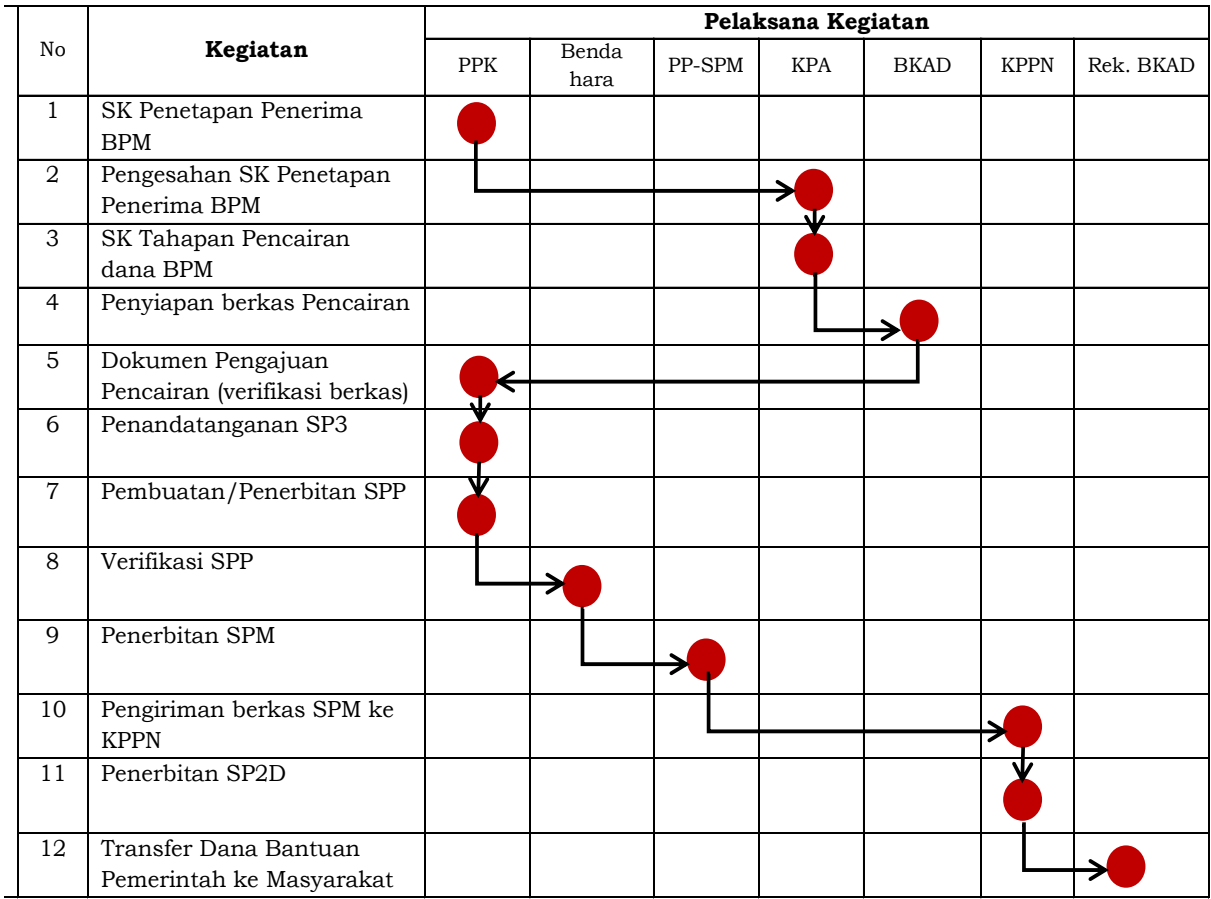 No
Kegiatan
Pelaksana Kegiatan
PPK
Benda
hara
PP-SPM
KPA
BKAD
KPPN
Rek. BKAD
1
SK Penetapan Penerima
BPM
2
Pengesahan SK Penetapan
Penerima BPM
3
SK Tahapan Pencairan
dana BPM
4
Penyiapan berkas Pencairan
5
Dokumen Pengajuan
Pencairan (verifikasi berkas)
6
Penandatanganan SP3
7
Pembuatan/Penerbitan SPP
8
Verifikasi SPP
9
Penerbitan SPM
10
Pengiriman berkas SPM ke
KPPN
11
Penerbitan SP2D
12
Transfer Dana Bantuan
Pemerintah ke Masyarakat